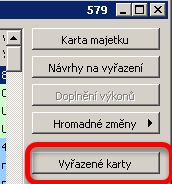 579
Karta majetku
Návrhy na vyřazení
Doplnění výkonů
Hromadné změny
Vyřazené karty